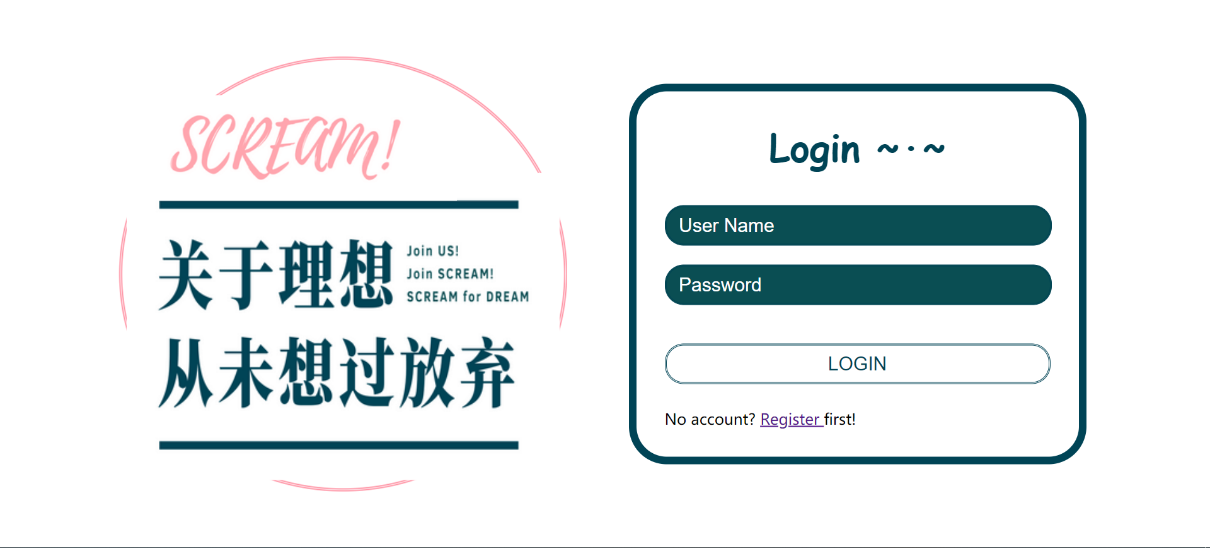 SCREAM!
关于理想
Join US!
Join SCREAM!
SCREAM for DREAM
从未想过放弃
Login ~·~
User Name
Password
LOGIN
No account? Register first!